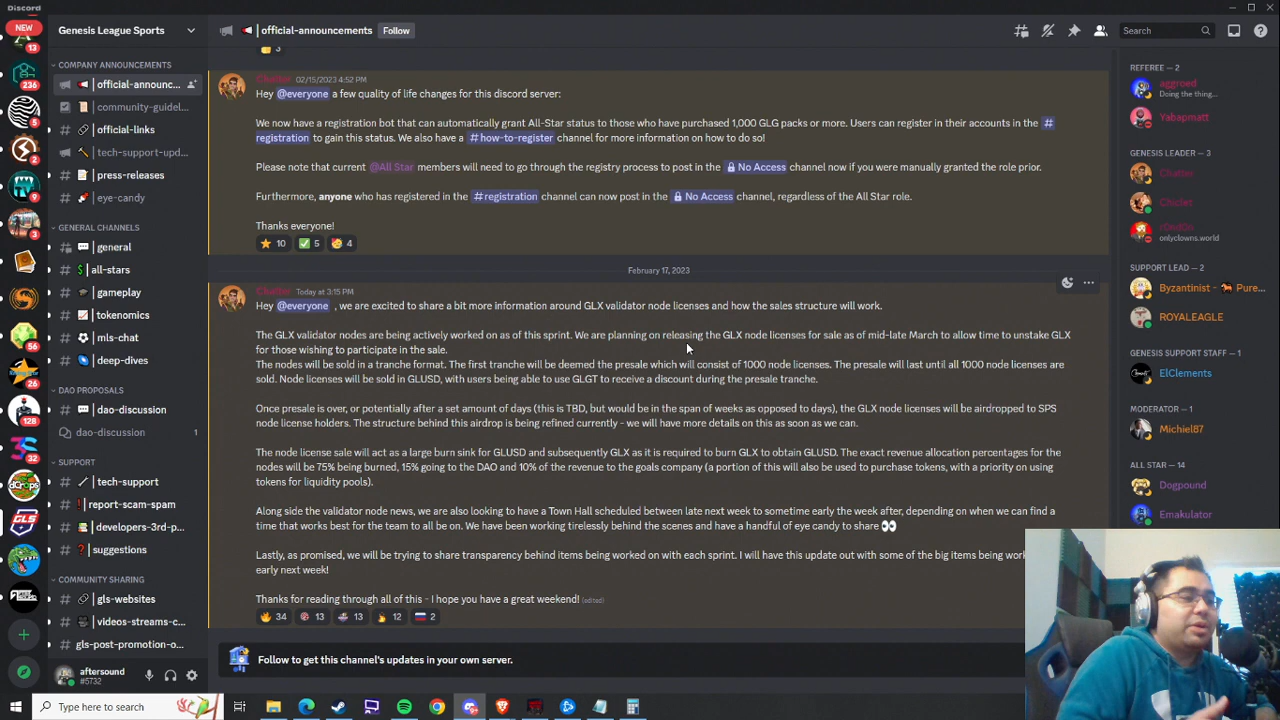 Discord
NEW
13
236
5
2
9
3
56
26
128
32
Genesis League Sports
COMPANY ANNOUNCEMENTS
official-announc...
community-guidel...
official-links
tech-support-upd...
press-releases
eye-candy
GENERAL CHANNELS
general
all-stars
gameplay
tokenomics
mls-chat
deep-dives
DAO PROPOSALS
dao-discussion
dao-discussion 1
SUPPORT
tech-support
report-scam-spam
developers-3rd-p...
suggestions
COMMUNITY SHARING
gls-websites
videos-streams-c...
gls-post-promotion-o...
aftersound
#5732
official-announcements Follow
Search
3
Chatter 02/15/2023 4:52 PM
Hey @everyone a few quality of life changes for this discord server:
We now have a registration bot that can automatically grant All-Star status to those who have purchased 1,000 GLG packs or more. Users can register in their accounts in the #
registration to gain this status. We also have a #how-to-register channel for more information on how to do so!
Please note that current @All Star members will need to go through the registry process to post in the No Access channel now if you were manually granted the role prior.
Furthermore, anyone who has registered in the #registration channel can now post in the No Access channel, regardless of the All Star role.
Thanks everyone!
10 5 4
February 17, 2023
Chatter Today at 3:15 PM
Hey @everyone , we are excited to share a bit more information around GLX validator node licenses and how the sales structure will work.
The GLX validator nodes are being actively worked on as of this sprint. We are planning on releasing the GLX node licenses for sale as of mid-late March to allow time to unstake GLX
for those wishing to participate in the sale.
The nodes will be sold in a tranche format. The first tranche will be deemed the presale which will consist of 1000 node licenses. The presale will last until all 1000 node licenses are
sold. Node licenses will be sold in GLUSD, with users being able to use GLGT to receive a discount during the presale tranche.
Once presale is over, or potentially after a set amount of days (this is TBD, but would be in the span of weeks as opposed to days), the GLX node licenses will be airdropped to SPS
node license holders. The structure behind this airdrop is being refined currently - we will have more details on this as soon as we can.
The node license sale will act as a large burn sink for GLUSD and subsequently GLX as it is required to burn GLX to obtain GLUSD. The exact revenue allocation percentages for the
nodes will be 75% being burned, 15% going to the DAO and 10% of the revenue to the goals company (a portion of this will also be used to purchase tokens, with a priority on using
tokens for liquidity pools).
Along side the validator node news, we are also looking to have a Town Hall scheduled between late next week to sometime early the week after, depending on when we can find a
time that works best for the team to all be on. We have been working tirelessly behind the scenes and have a handful of eye candy to share
Lastly, as promised, we will be trying to share transparency behind items being worked on with each sprint. I will have this update out with some of the big items being
early next week!
Thanks for reading through all of this - I hope you have a great weekend! (edited)
34 13 13 12 2
Follow to get this channel's updates in your own server.
REFEREE — 2
aggroed
Doing the thing...
Yabapmatt
GENESIS LEADER — 3
Chatter
Chiclet
onlyclowns.world
SUPPORT LEAD — 2
Byzantinist - Pure...
ROYALEAGLE
GENESIS SUPPORT STAFF — 1
ElClements
MODERATOR — 1
Michiel87
ALL STAR — 14
Dogpound
Emakulator
Type here to search